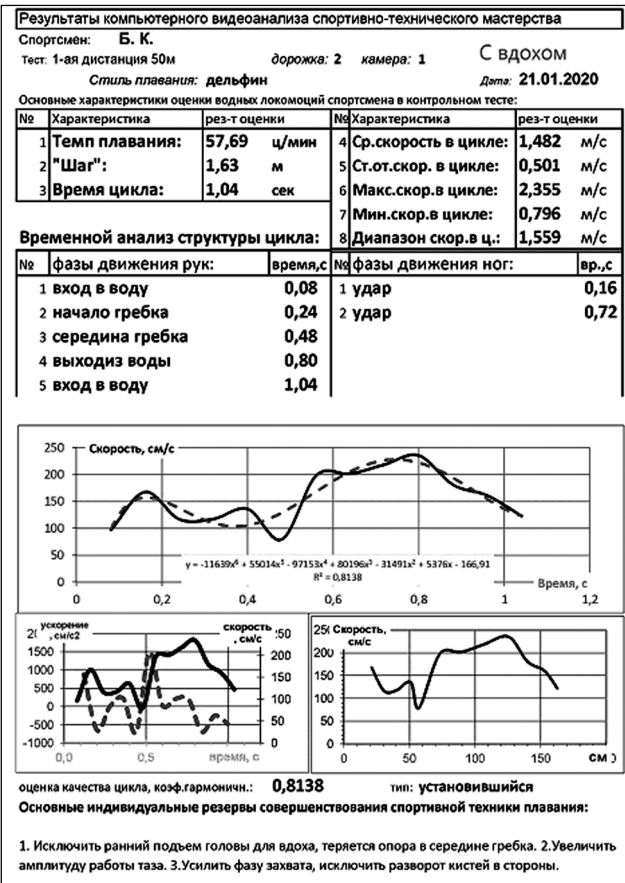 Результаты компьютерного видеоанализа спортивно-технического мастерства
Спортсмен: Б. К.
С вдохом
Тест: 1-ая дистанция 50м дорожка: 2 камера: 1
Стиль плавания: дельфин Дата: 21.01.2020
Основные характеристики оценки водных локомоций спортсмена в контрольном тесте:
№ Характеристика рез-т оценки № Характеристика рез-т оценки
1 Темп плавания: 57,69 ц/мин 4 Ср.скорость в цикле: 1,482 м/с
2 "Шаг": 1,63 м 5 Ст.от.скор. в цикле: 0,501 м/с
3 Время цикла: 1,04 сек 6 Макс.скор.в цикле: 2,355 м/с
7 Мин.скор.в цикле: 0,796 м/с
Временной анализ структуры цикла: 8 Диапазон скор.в ц.: 1,559 м/с
№ фазы движения рук: время,с № фазы движения ног: вр.,с
1 вход в воду 0,08 1 удар 0,16
2 начало гребка 0,24 2 удар 0,72
3 середина гребка 0,48
4 выходиз воды 0,80
5 вход в воду 1,04
250 Скорость, см/с
200
150
100
50
y = -11639x⁶ + 55014x⁵ - 97153x⁴ + 80196x³ - 31491x² + 5376x - 166,91
R² = 0,8138
0 Время, с
0 0,2 0,4 0,6 0,8 1 1,2
ускорение , см/с2 скорость , см/с
2( :50
1500 200
1000 150
500 100
0
-500 50
-1000 0
0,0 0,5 время, с
25( Скорость, см/с
200
150
100
50
0
0 50 100 150 см )
оценка качества цикла, коэф.гармоничн.: 0,8138 тип: установившийся
Основные индивидуальные резервы совершенствования спортивной техники плавания:
1. Исключить ранний подъем головы для вдоха, теряется опора в середине гребка. 2.Увеличить
амплитуду работы таза. 3.Усилить фазу захвата, исключить разворот кистей в стороны.